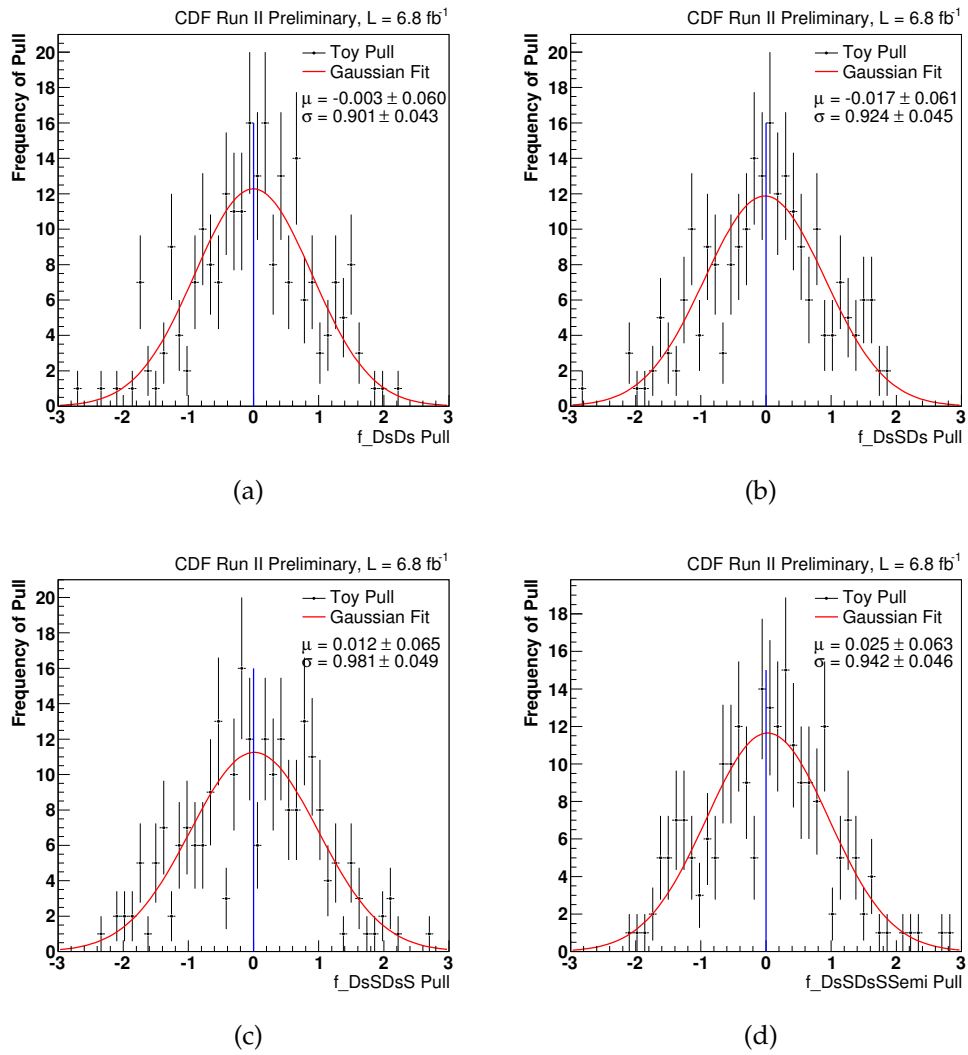 CDF Run II Preliminary, L = 6.8 fb-1
Frequency of Pull
20
18
16
14
12
10
8
6
4
2
0
Toy Pull
Gaussian Fit
μ = -0.003 ± 0.060
σ = 0.901 ± 0.043
-3 -2 -1 0 1 2 3
f_DsDs Pull
(a)
CDF Run II Preliminary, L = 6.8 fb-1
Frequency of Pull
20
18
16
14
12
10
8
6
4
2
0
Toy Pull
Gaussian Fit
μ = -0.017 ± 0.061
σ = 0.924 ± 0.045
-3 -2 -1 0 1 2 3
f_DsSDs Pull
(b)
CDF Run II Preliminary, L = 6.8 fb-1
Frequency of Pull
20
18
16
14
12
10
8
6
4
2
0
Toy Pull
Gaussian Fit
μ = 0.012 ± 0.065
σ = 0.981 ± 0.049
-3 -2 -1 0 1 2 3
f_DsSDsS Pull
(c)
CDF Run II Preliminary, L = 6.8 fb-1
Frequency of Pull
18
16
14
12
10
8
6
4
2
0
Toy Pull
Gaussian Fit
μ = 0.025 ± 0.063
σ = 0.942 ± 0.046
-3 -2 -1 0 1 2 3
f_DsSDsSSemi Pull
(d)